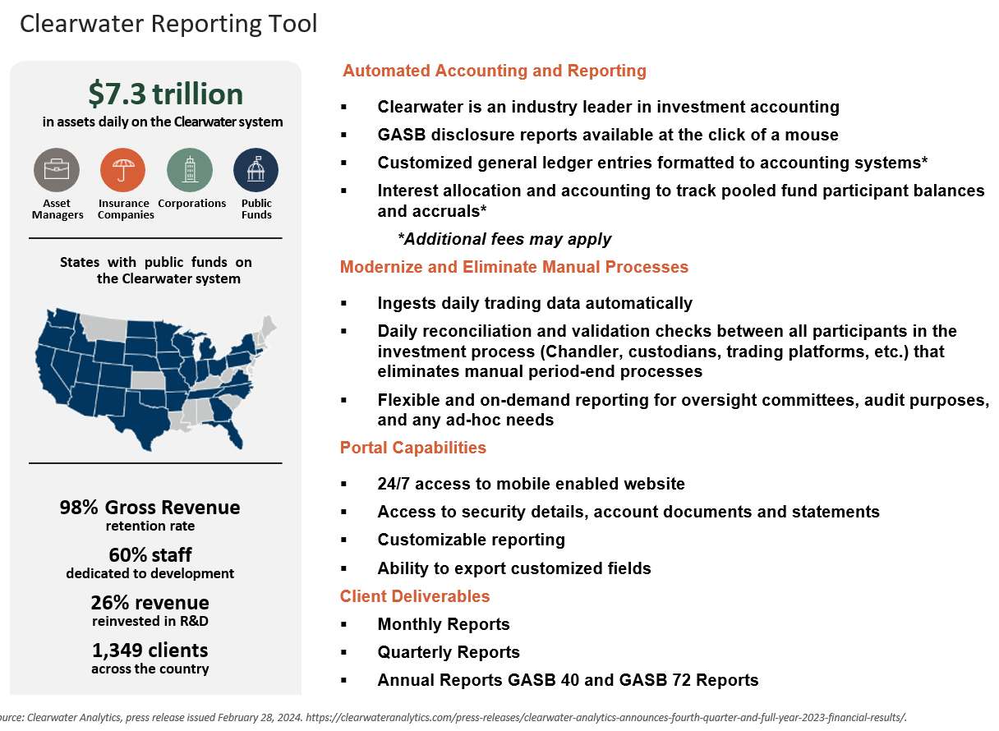 Clearwater Reporting Tool
$7.3 trillion
in assets daily on the Clearwater system
Asset
Managers
Insurance
Companies
Corporations
Public
Funds
States with public funds on
the Clearwater system
98% Gross Revenue
retention rate
60% staff
dedicated to development
26% revenue
reinvested in R&D
1,349 clients
across the country
Automated Accounting and Reporting
▪ Clearwater is an industry leader in investment accounting
▪ GASB disclosure reports available at the click of a mouse
▪ Customized general ledger entries formatted to accounting systems*
▪ Interest allocation and accounting to track pooled fund participant balances
and accruals*
*Additional fees may apply
Modernize and Eliminate Manual Processes
▪ Ingests daily trading data automatically
▪ Daily reconciliation and validation checks between all participants in the
investment process (Chandler, custodians, trading platforms, etc.) that
eliminates manual period-end processes
▪ Flexible and on-demand reporting for oversight committees, audit purposes,
and any ad-hoc needs
Portal Capabilities
▪ 24/7 access to mobile enabled website
▪ Access to security details, account documents and statements
▪ Customizable reporting
▪ Ability to export customized fields
Client Deliverables
▪ Monthly Reports
▪ Quarterly Reports
▪ Annual Reports GASB 40 and GASB 72 Reports
ource: Clearwater Analytics, press release issued February 28, 2024. https://clearwateranalytics.com/press-releases/clearwater-analytics-announces-fourth-quarter-and-full-year-2023-financial-results/.